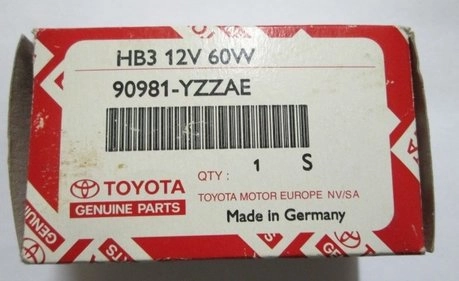 HB3 12V 60W
90981-YZZAE
QTY : 1 S
TOYOTA
GENUINE PARTS
TOYOTA MOTOR EUROPE NV/SA
Made in Germany